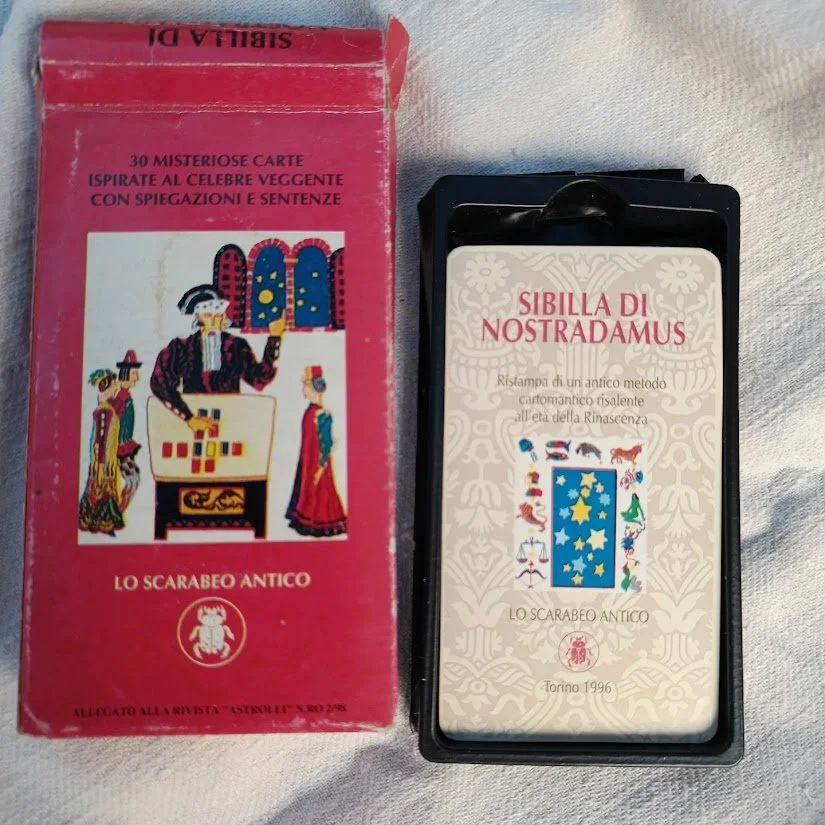 SIBILLA DI
30 MISTERIOSE CARTE
ISPIRATE AL CELEBRE VEGGENTE
CON SPIEGAZIONI E SENTENZE
LO SCARABEO ANTICO
ALLEGATO ALLA RIVISTA "ASTROLEI" N.RO 2/98
SIBILLA DI
NOSTRADAMUS
Ristampa di un antico metodo
cartomantico risalente
all'età della Rinascenza
LO SCARABEO ANTICO
Torino 1996